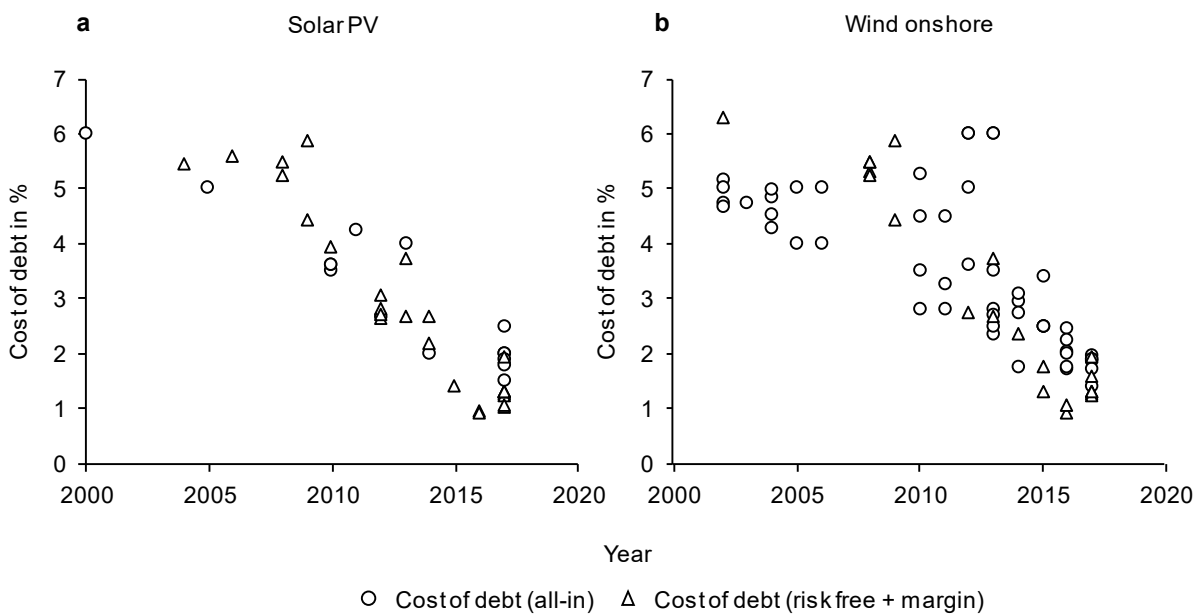 a Solar PV
b Wind onshore
Cost of debt in %
7
6
5
4
3
2
1
0
2000 2005 2010 2015 2020
Cost of debt in %
7
6
5
4
3
2
1
0
2000 2005 2010 2015 2020
Year
Cost of debt (all-in) Cost of debt (risk free + margin)